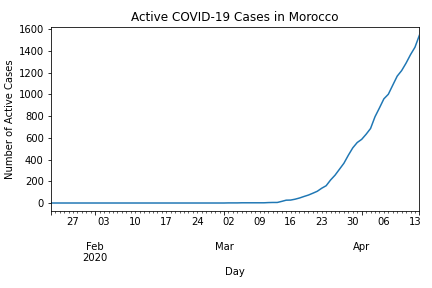 Active COVID-19 Cases in Morocco
Number of Active Cases
1600
1400
1200
1000
800
600
400
200
0
27 03 10 17 24 02 09 16 23 30 06 13
Feb Mar Apr
2020
Day